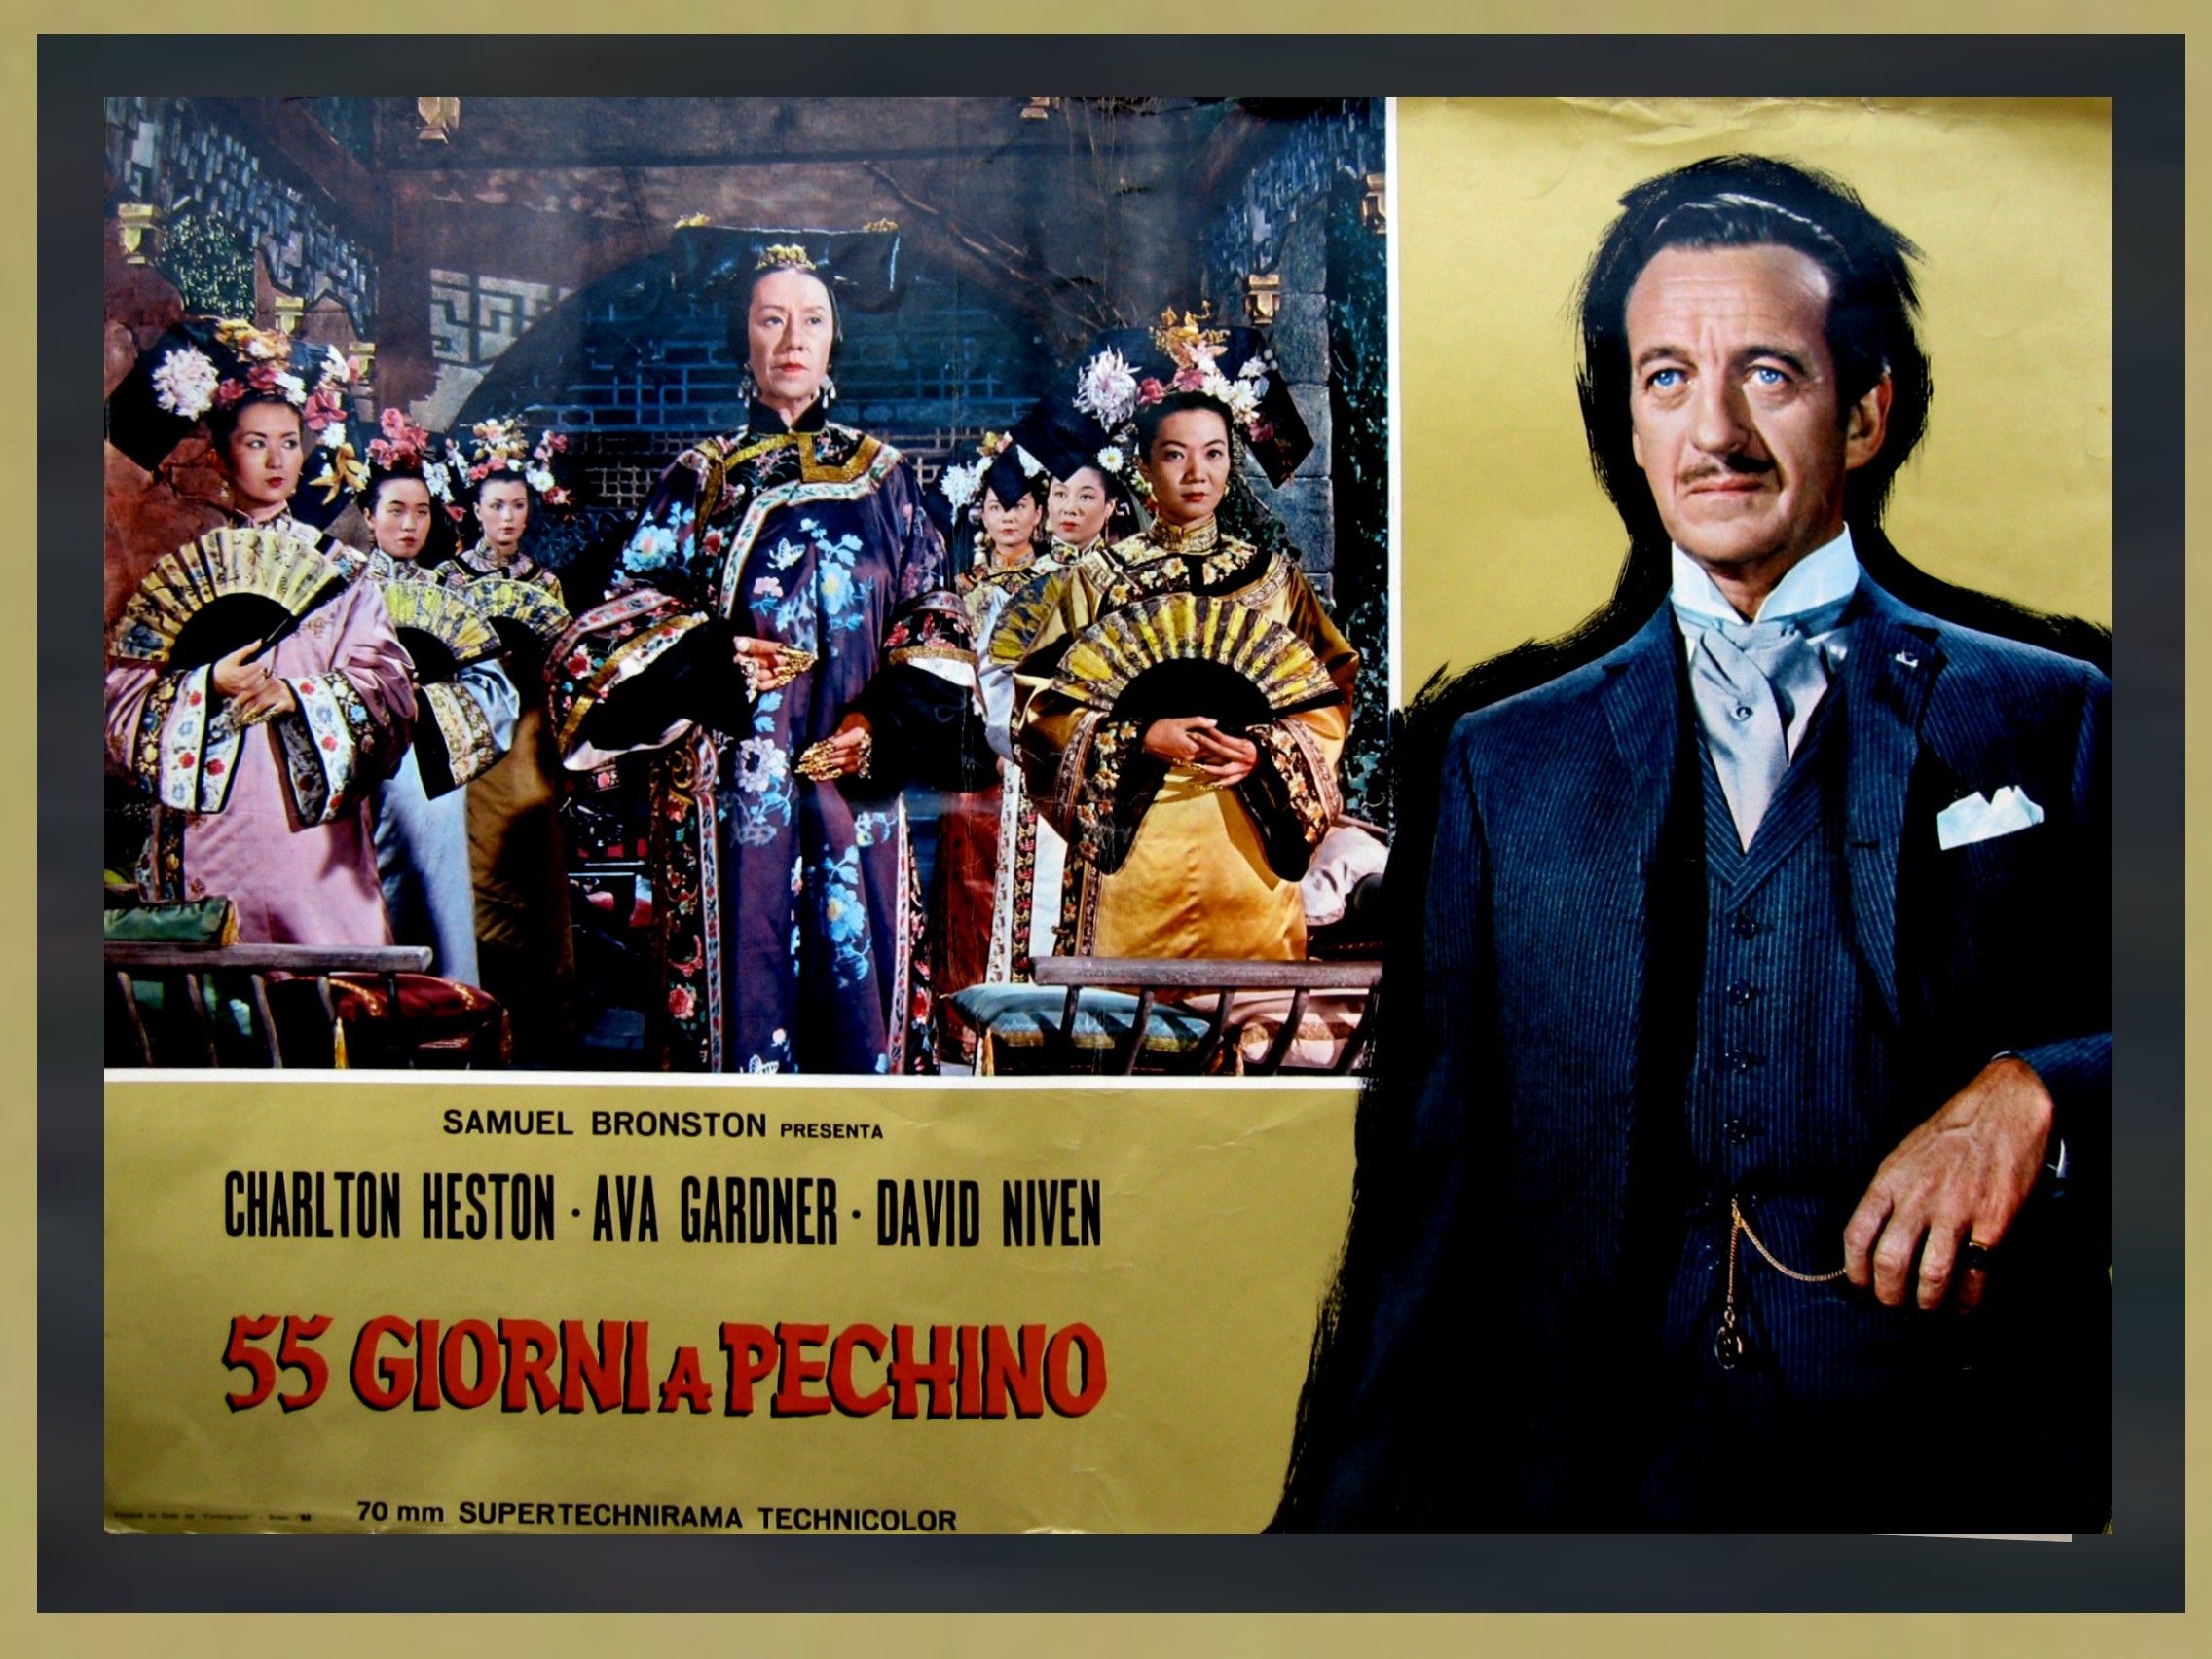 SAMUEL BRONSTON PRESENTA
CHARLTON HESTON · AVA GARDNER · DAVID NIVEN
55 GIORNI A PECHINO
70 mm SUPERTECHNIRAMA TECHNICOLOR